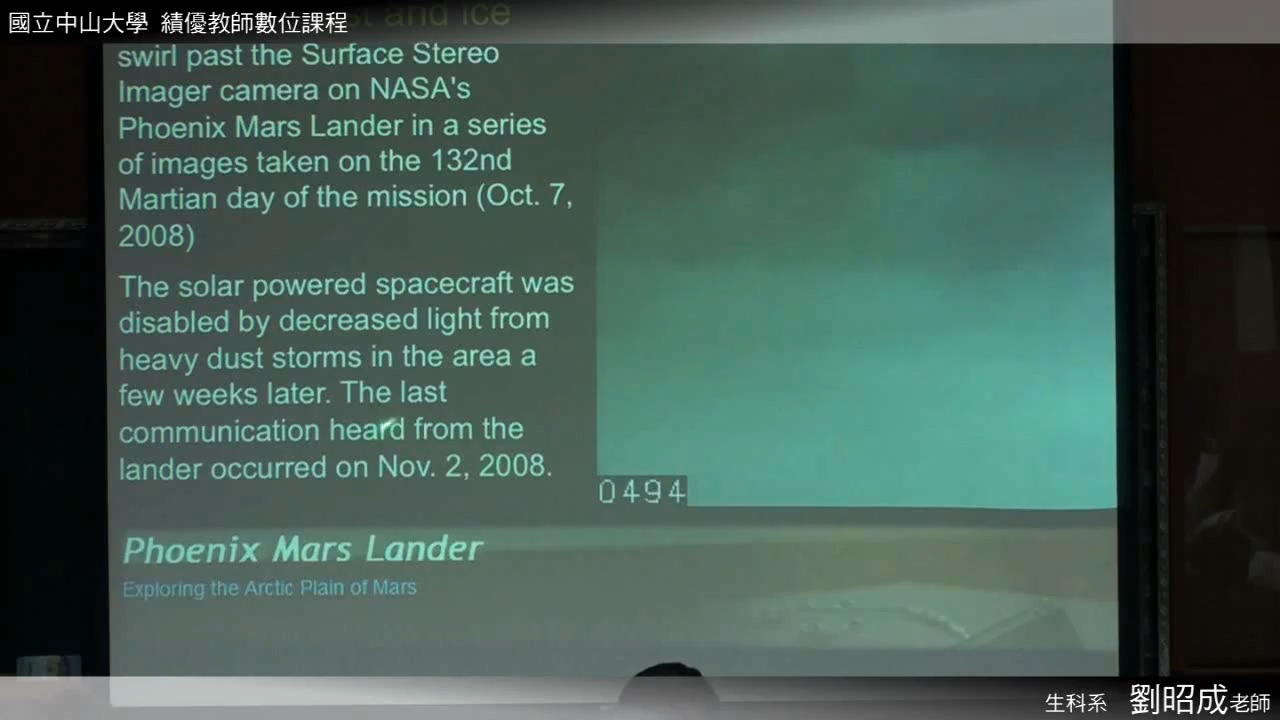 國立中山大學 績優教師數位課程
and ice
swirl past the Surface Stereo
Imager camera on NASA's
Phoenix Mars Lander in a series
of images taken on the 132nd
Martian day of the mission (Oct. 7,
2008)
The solar powered spacecraft was
disabled by decreased light from
heavy dust storms in the area a
few weeks later. The last
communication heard from the
lander occurred on Nov. 2, 2008.
0494
Phoenix Mars Lander
Exploring the Arctic Plain of Mars
生科系 劉昭成老師